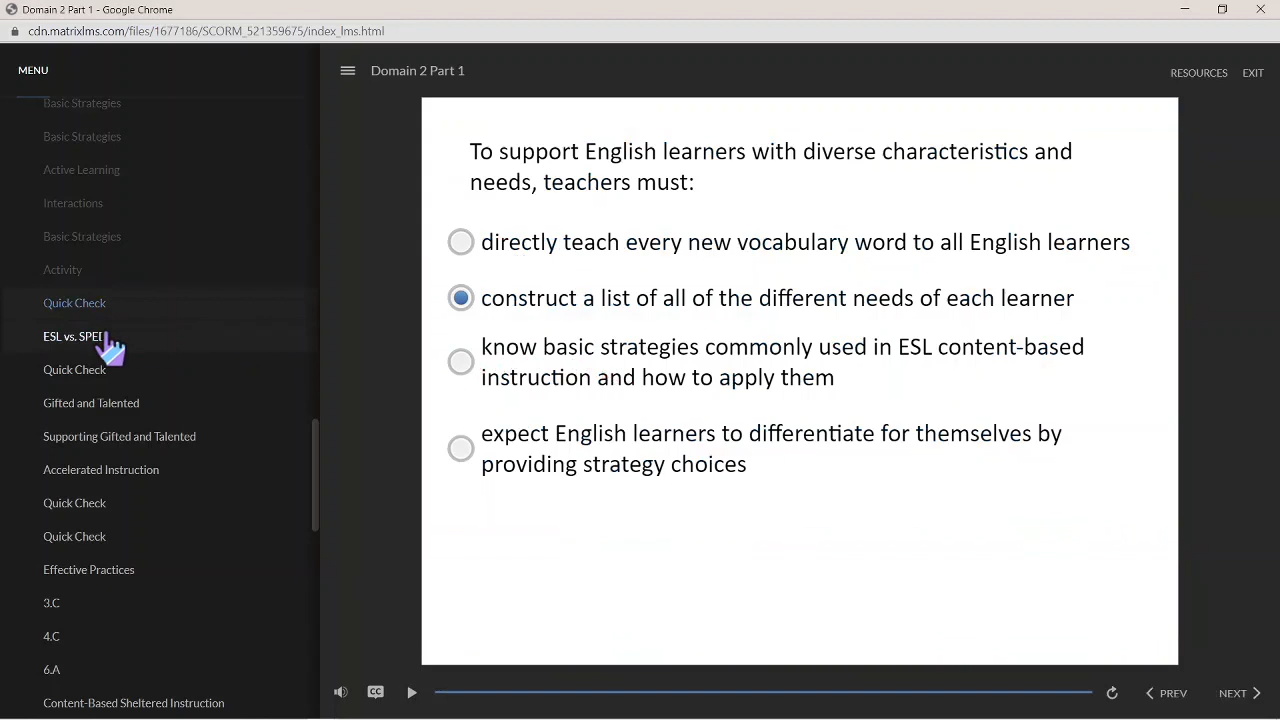 Domain 2 Part 1 - Google Chrome
cdn.matrixlms.com/files/1677186/SCORM_521359675/index_lms.html
MENU
Basic Strategies
Basic Strategies
Active Learning
Interactions
Basic Strategies
Activity
Quick Check
ESL vs. SPED
Quick Check
Gifted and Talented
Supporting Gifted and Talented
Accelerated Instruction
Quick Check
Quick Check
Effective Practices
3.C
4.C
6.A
Content-Based Sheltered Instruction
Domain 2 Part 1
RESOURCES
EXIT
To support English learners with diverse characteristics and
needs, teachers must:
directly teach every new vocabulary word to all English learners
construct a list of all of the different needs of each learner
know basic strategies commonly used in ESL content-based
instruction and how to apply them
expect English learners to differentiate for themselves by
providing strategy choices
CC
PREV
NEXT